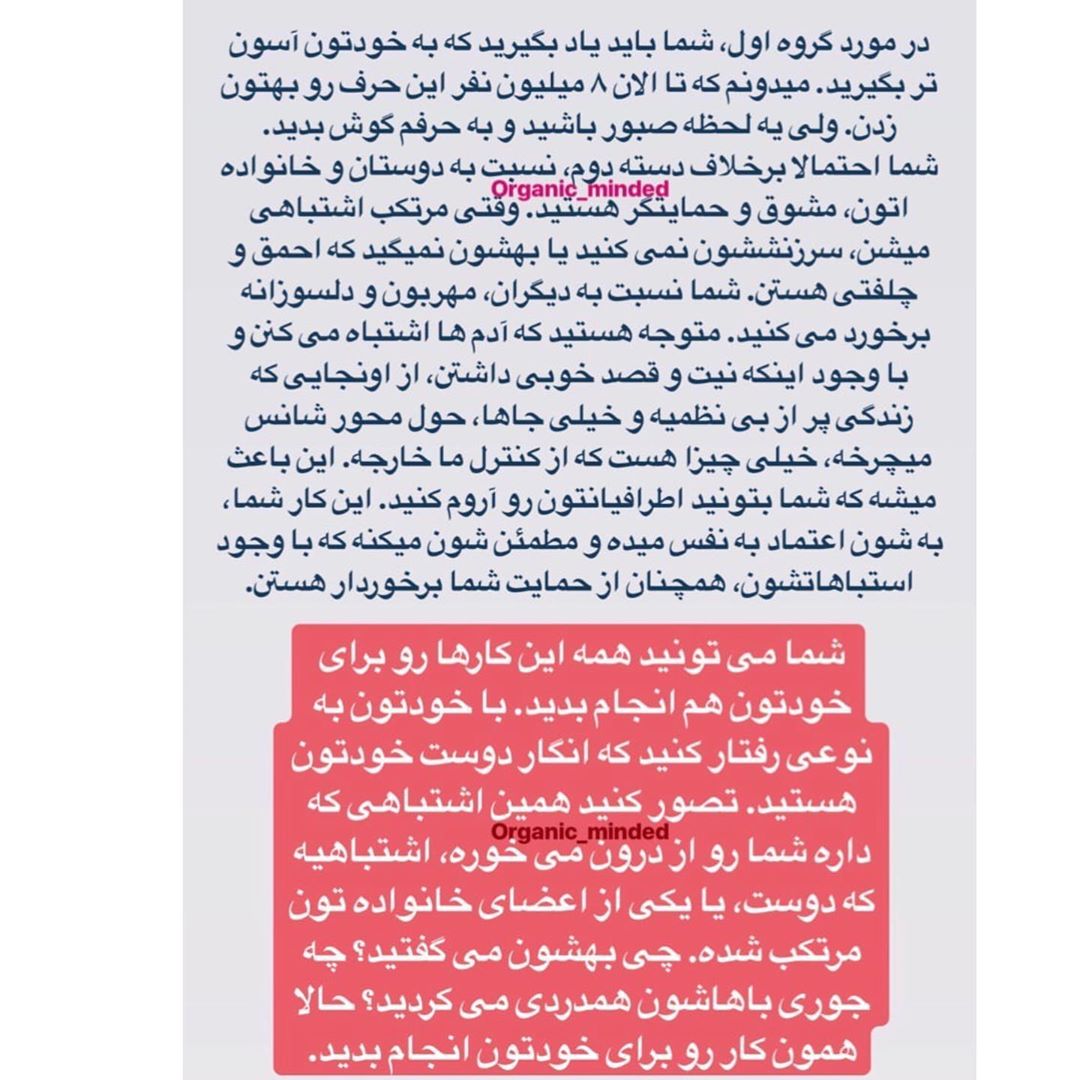 در مورد گروه اول، شما باید یاد بگیرید که به خودتون آسون
تر بگیرید. میدونم که تا الان ۸ میلیون نفر این حرف رو بهتون
زدن. ولی یه لحظه صبور باشید و به حرفم گوش بدید.
شما احتمالا برخلاف دسته دوم، نسبت به دوستان و خانواده
Organic_minded
اتون، مشوق و حمایتگر هستید. وقتی مرتکب اشتباهی
میشن، سرزنششون نمی کنید یا بهشون نمیگید که احمق و
چلفتی هستن. شما نسبت به دیگران، مهربون و دلسوزانه
برخورد می کنید. متوجه هستید که آدم ها اشتباه می کنن و
با وجود اینکه نیت و قصد خوبی داشتن، از اونجایی که
زندگی پر از بی نظمیه و خیلی جاها، حول محور شانس
میچرخه، خیلی چیزا هست که از کنترل ما خارجه. این باعث
میشه که شما بتونید اطرافیانتون رو آروم کنید. این کار شما،
به شون اعتماد به نفس میده و مطمئن شون میکنه که با وجود
استباهاتشون، همچنان از حمایت شما برخوردار هستن.
شما می تونید همه این کارها رو برای
خودتون هم انجام بدید. با خودتون به
نوعی رفتار کنید که انگار دوست خودتون
هستید. تصور کنید همین اشتباهی که
Organic_minded
داره شما رو از درون می خوره، اشتباهیه
که دوست، یا یکی از اعضای خانواده تون
مرتکب شده. چی بهشون می گفتید؟ چه
جوری باهاشون همدردی می کردید؟ حالا
همون کار رو برای خودتون انجام بدید.